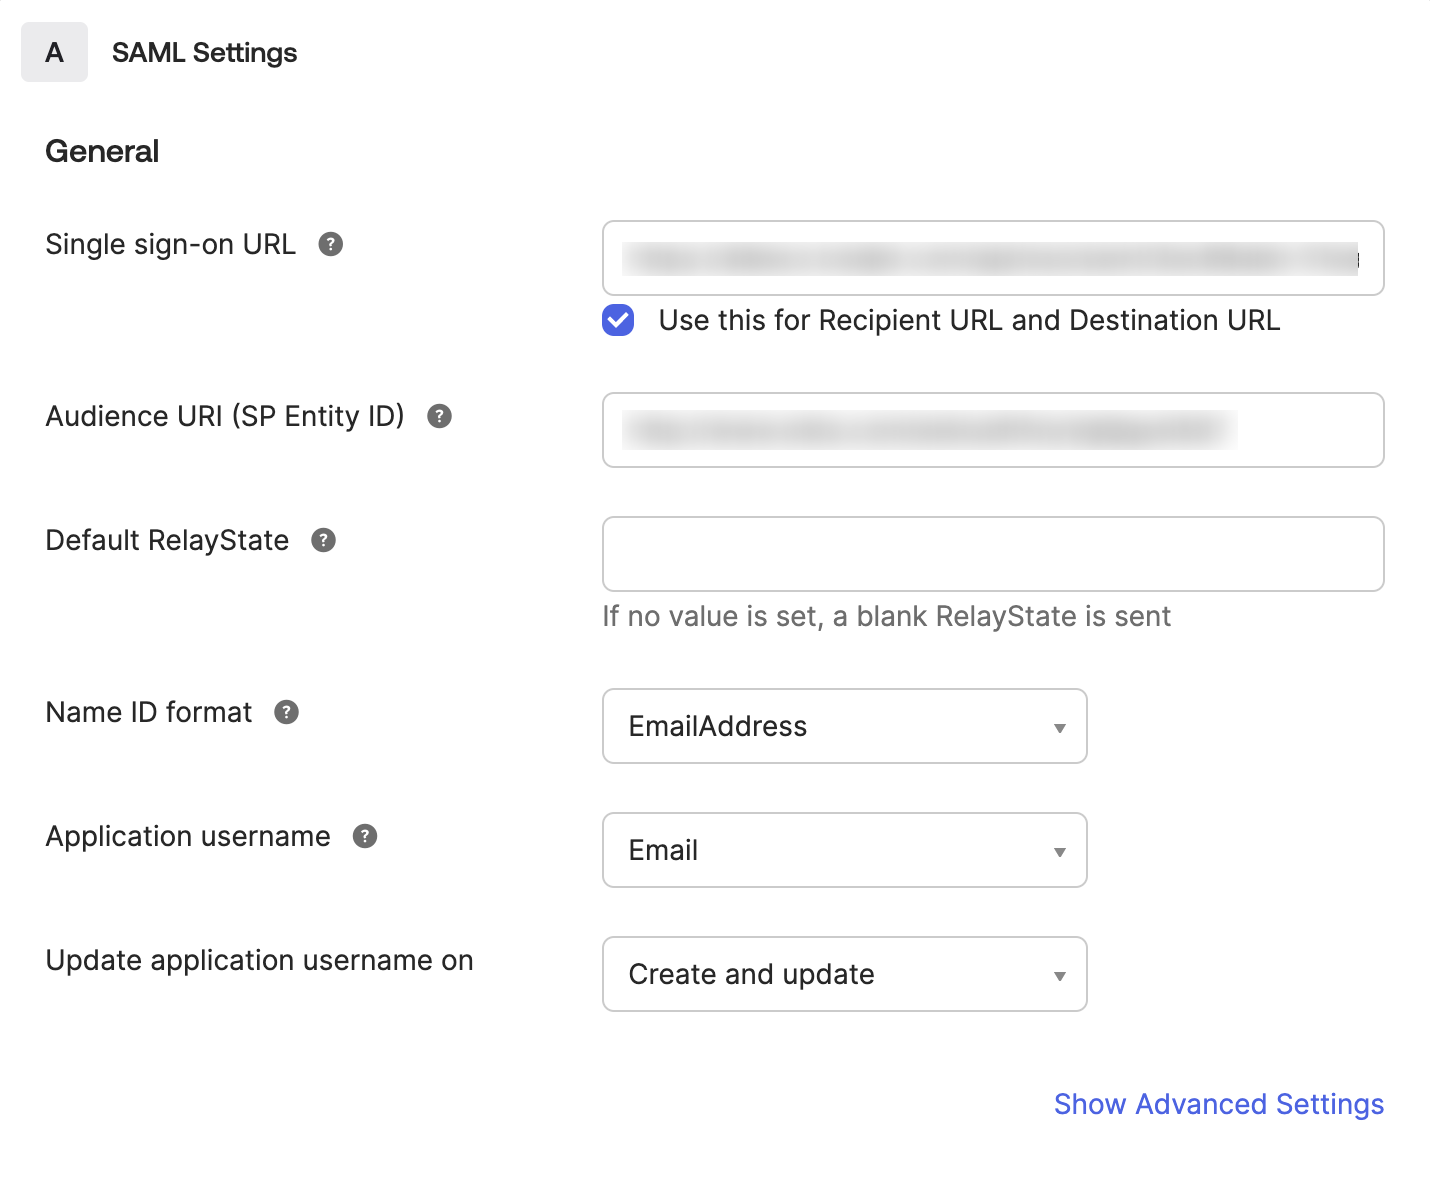 A SAML Settings
General
Single sign-on URL ?
Use this for Recipient URL and Destination URL
Audience URI (SP Entity ID) ?
Default RelayState ?
If no value is set, a blank RelayState is sent
Name ID format ? EmailAddress
Application username ? Email
Update application username on Create and update
Show Advanced Settings